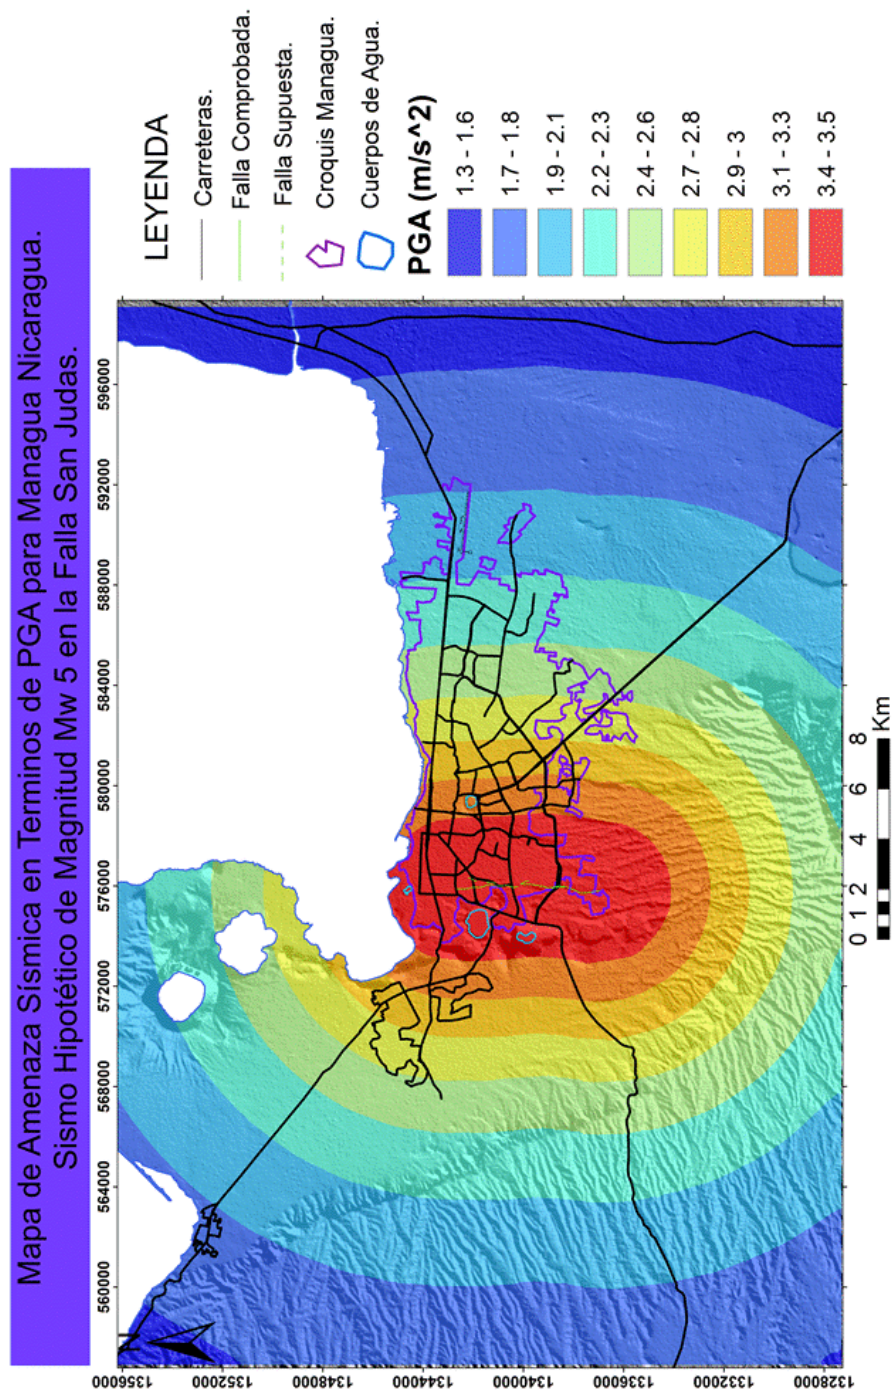 Mapa de Amenaza Sísmica en Terminos de PGA para Managua Nicaragua.
Sismo Hipotético de Magnitud Mw 5 en la Falla San Judas.
560000
564000
568000
572000
576000
580000
584000
588000
592000
596000
1356000
1352000
1348000
1344000
1340000
1336000
1332000
1328000
LEYENDA
Carreteras.
Falla Comprobada.
Falla Supuesta.
Croquis Managua.
Cuerpos de Agua.
PGA (m/s^2)
1.3 - 1.6
1.7 - 1.8
1.9 - 2.1
2.2 - 2.3
2.4 - 2.6
2.7 - 2.8
2.9 - 3
3.1 - 3.3
3.4 - 3.5
0 1 2 4 6 8
Km